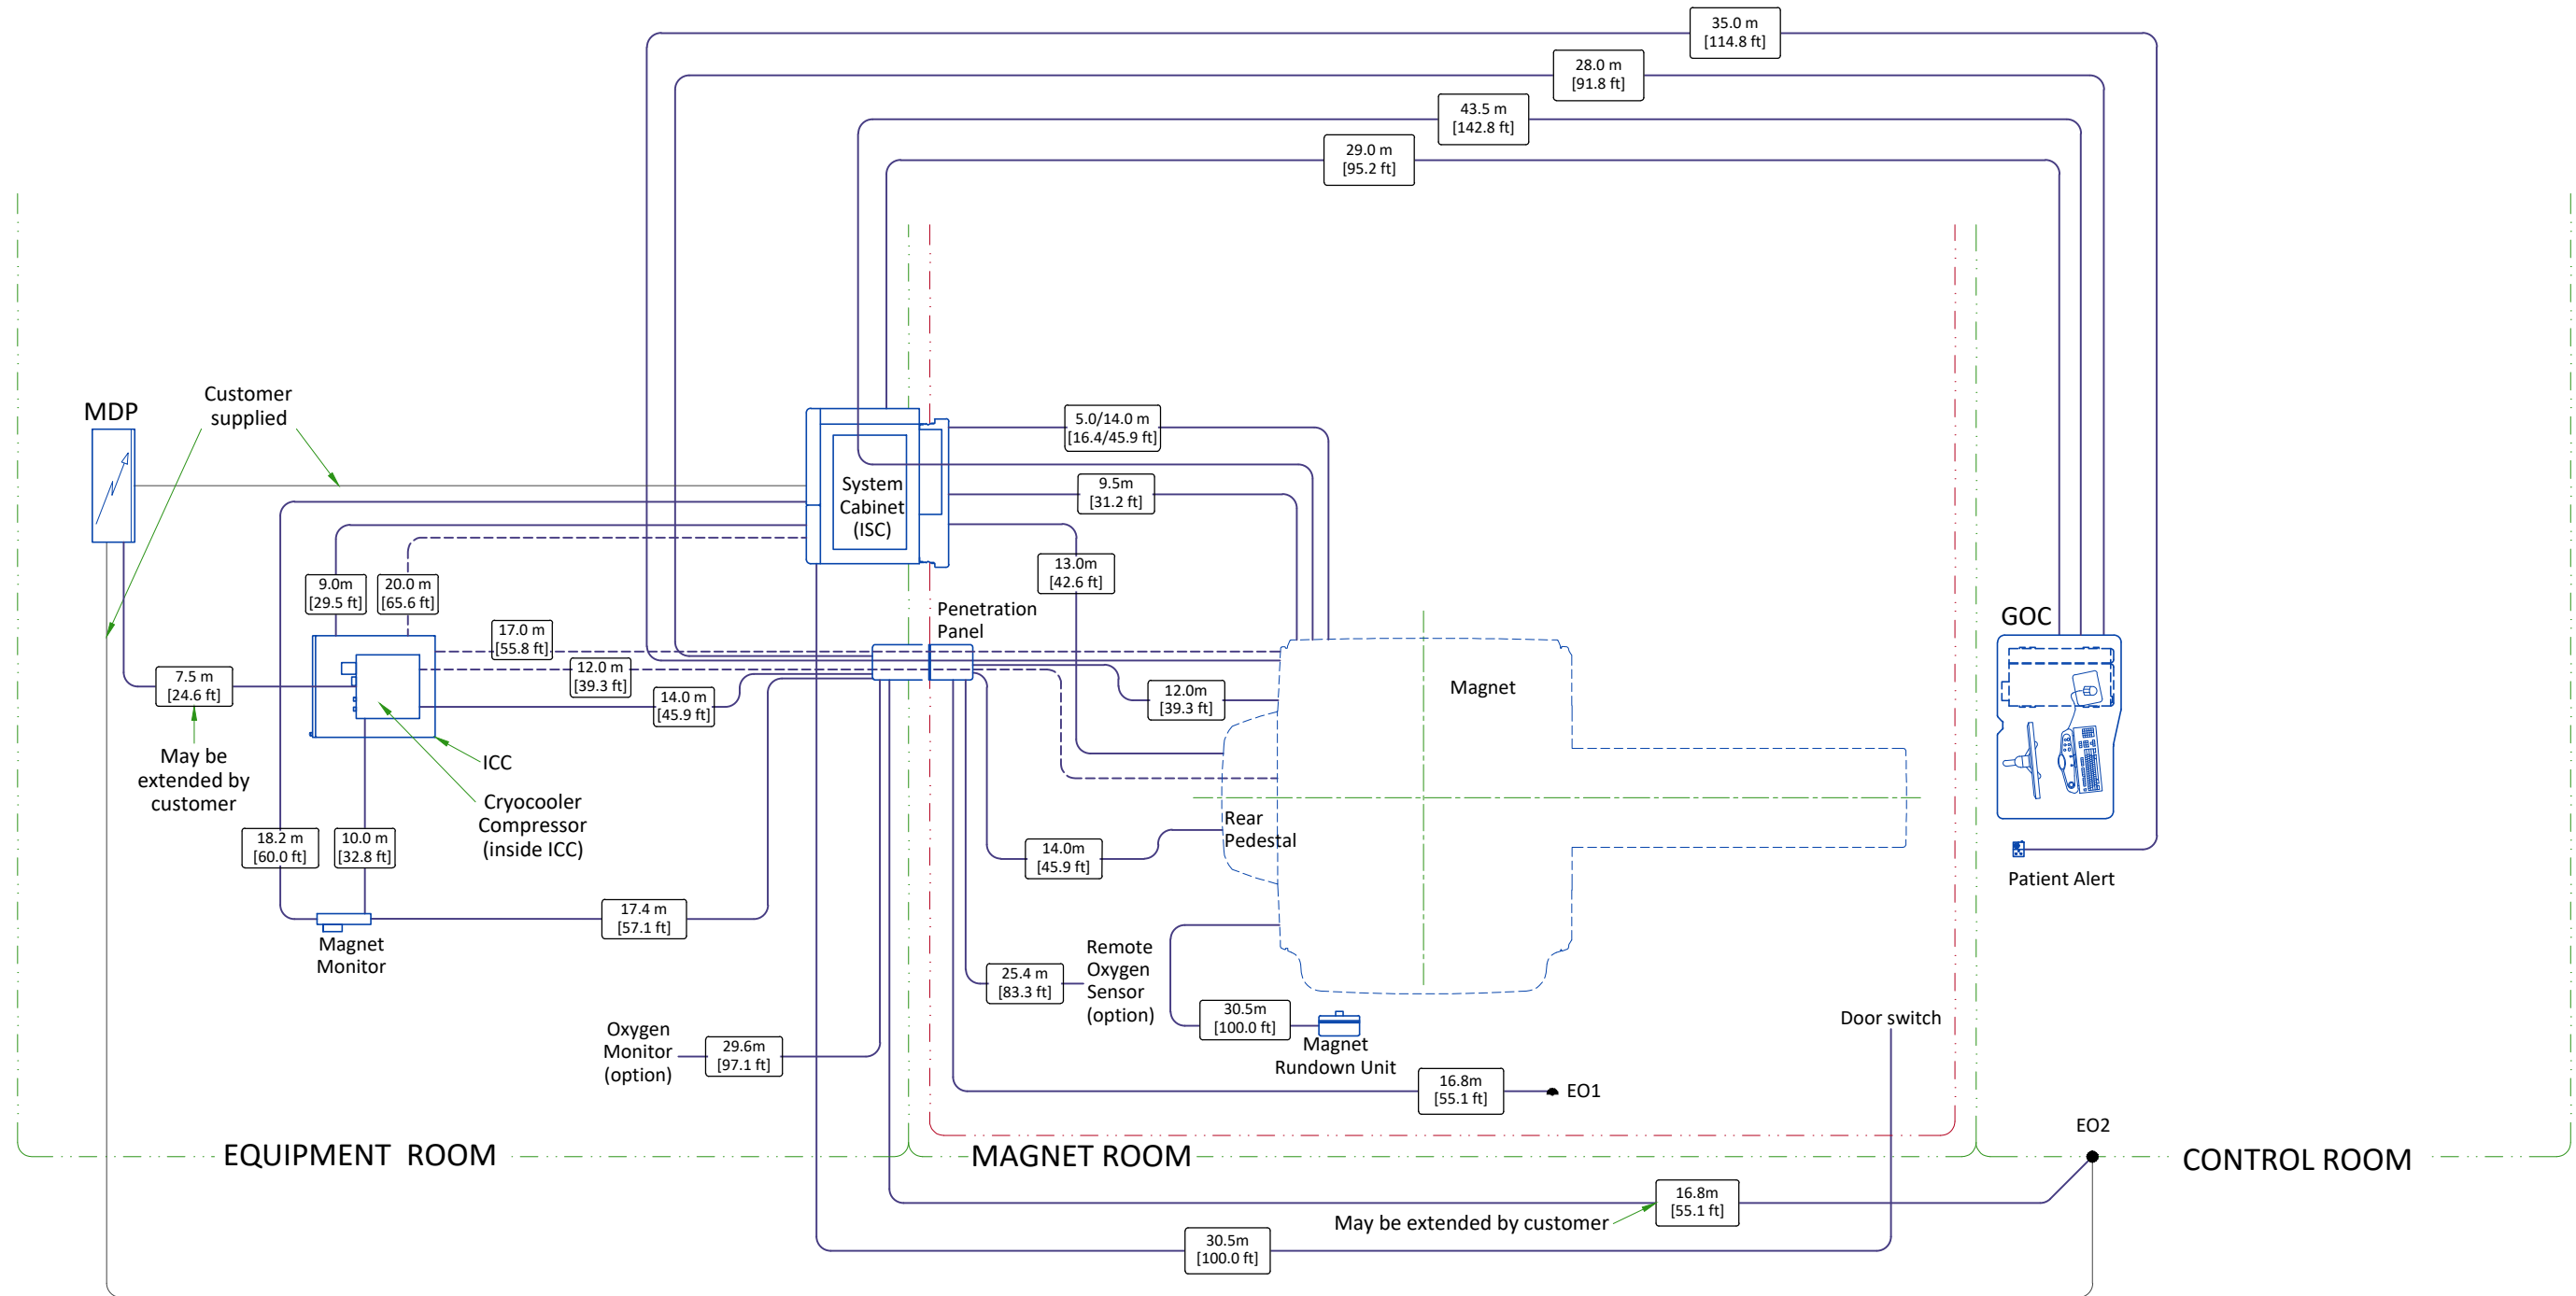 35.0 m
[114.8 ft]
28.0 m
[91.8 ft]
43.5 m
[142.8 ft]
29.0 m
[95.2 ft]
Customer
supplied
MDP
5.0/14.0 m
[16.4/45.9 ft]
System
Cabinet
(ISC)
9.5m
[31.2 ft]
13.0m
[42.6 ft]
9.0m
[29.5 ft]
20.0 m
[65.6 ft]
Penetration
Panel
GOC
17.0 m
[55.8 ft]
12.0 m
[39.3 ft]
7.5 m
[24.6 ft]
14.0 m
[45.9 ft]
12.0m
[39.3 ft]
Magnet
May be
extended by
customer
ICC
Cryocooler
Compressor
(inside ICC)
18.2 m
[60.0 ft]
10.0 m
[32.8 ft]
Rear
Pedestal
14.0m
[45.9 ft]
Patient Alert
17.4 m
[57.1 ft]
Magnet
Monitor
Remote
Oxygen
Sensor
(option)
25.4 m
[83.3 ft]
30.5m
[100.0 ft]
Magnet
Rundown Unit
Door switch
Oxygen
Monitor
(option)
29.6m
[97.1 ft]
16.8m
[55.1 ft]
EO1
EO2
EQUIPMENT ROOM
MAGNET ROOM
CONTROL ROOM
16.8m
[55.1 ft]
May be extended by customer
30.5m
[100.0 ft]